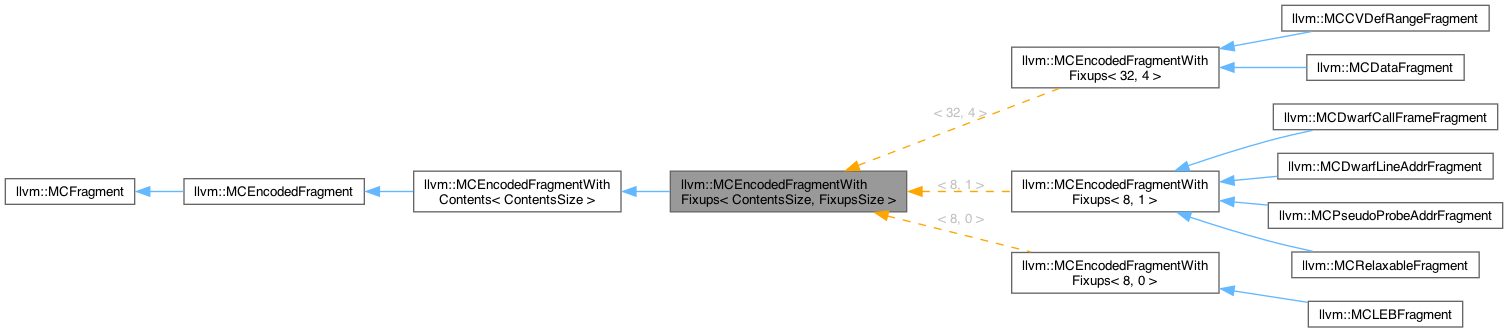 llvm::MCFragment
llvm::MCEncodedFragment
llvm::MCEncodedFragmentWith
Contents< ContentsSize >
llvm::MCEncodedFragmentWith
Fixups< ContentsSize, FixupsSize >
< 32, 4 >
< 8, 1 >
< 8, 0 >
llvm::MCEncodedFragmentWith
Fixups< 32, 4 >
llvm::MCEncodedFragmentWith
Fixups< 8, 1 >
llvm::MCEncodedFragmentWith
Fixups< 8, 0 >
llvm::MCCVDefRangeFragment
llvm::MCDataFragment
llvm::MCDwarfCallFrameFragment
llvm::MCDwarfLineAddrFragment
llvm::MCPseudoProbeAddrFragment
llvm::MCRelaxableFragment
llvm::MCLEBFragment